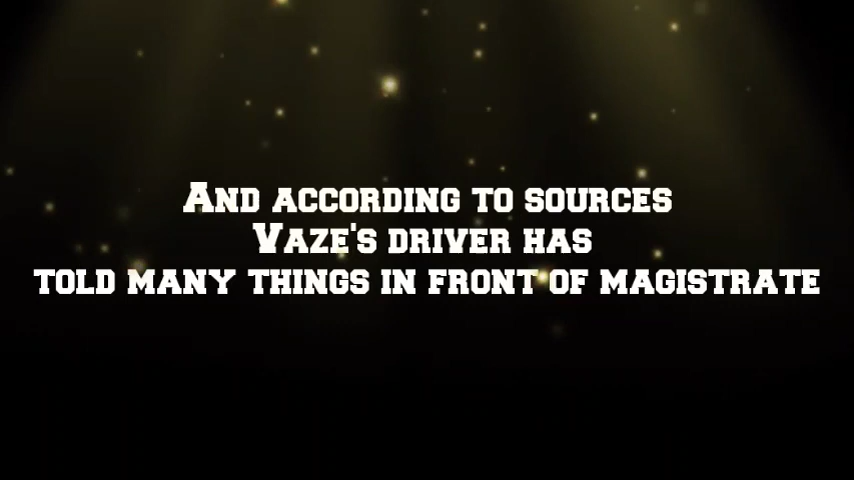 And according to sources
Vaze's driver has
told many things in front of magistrate